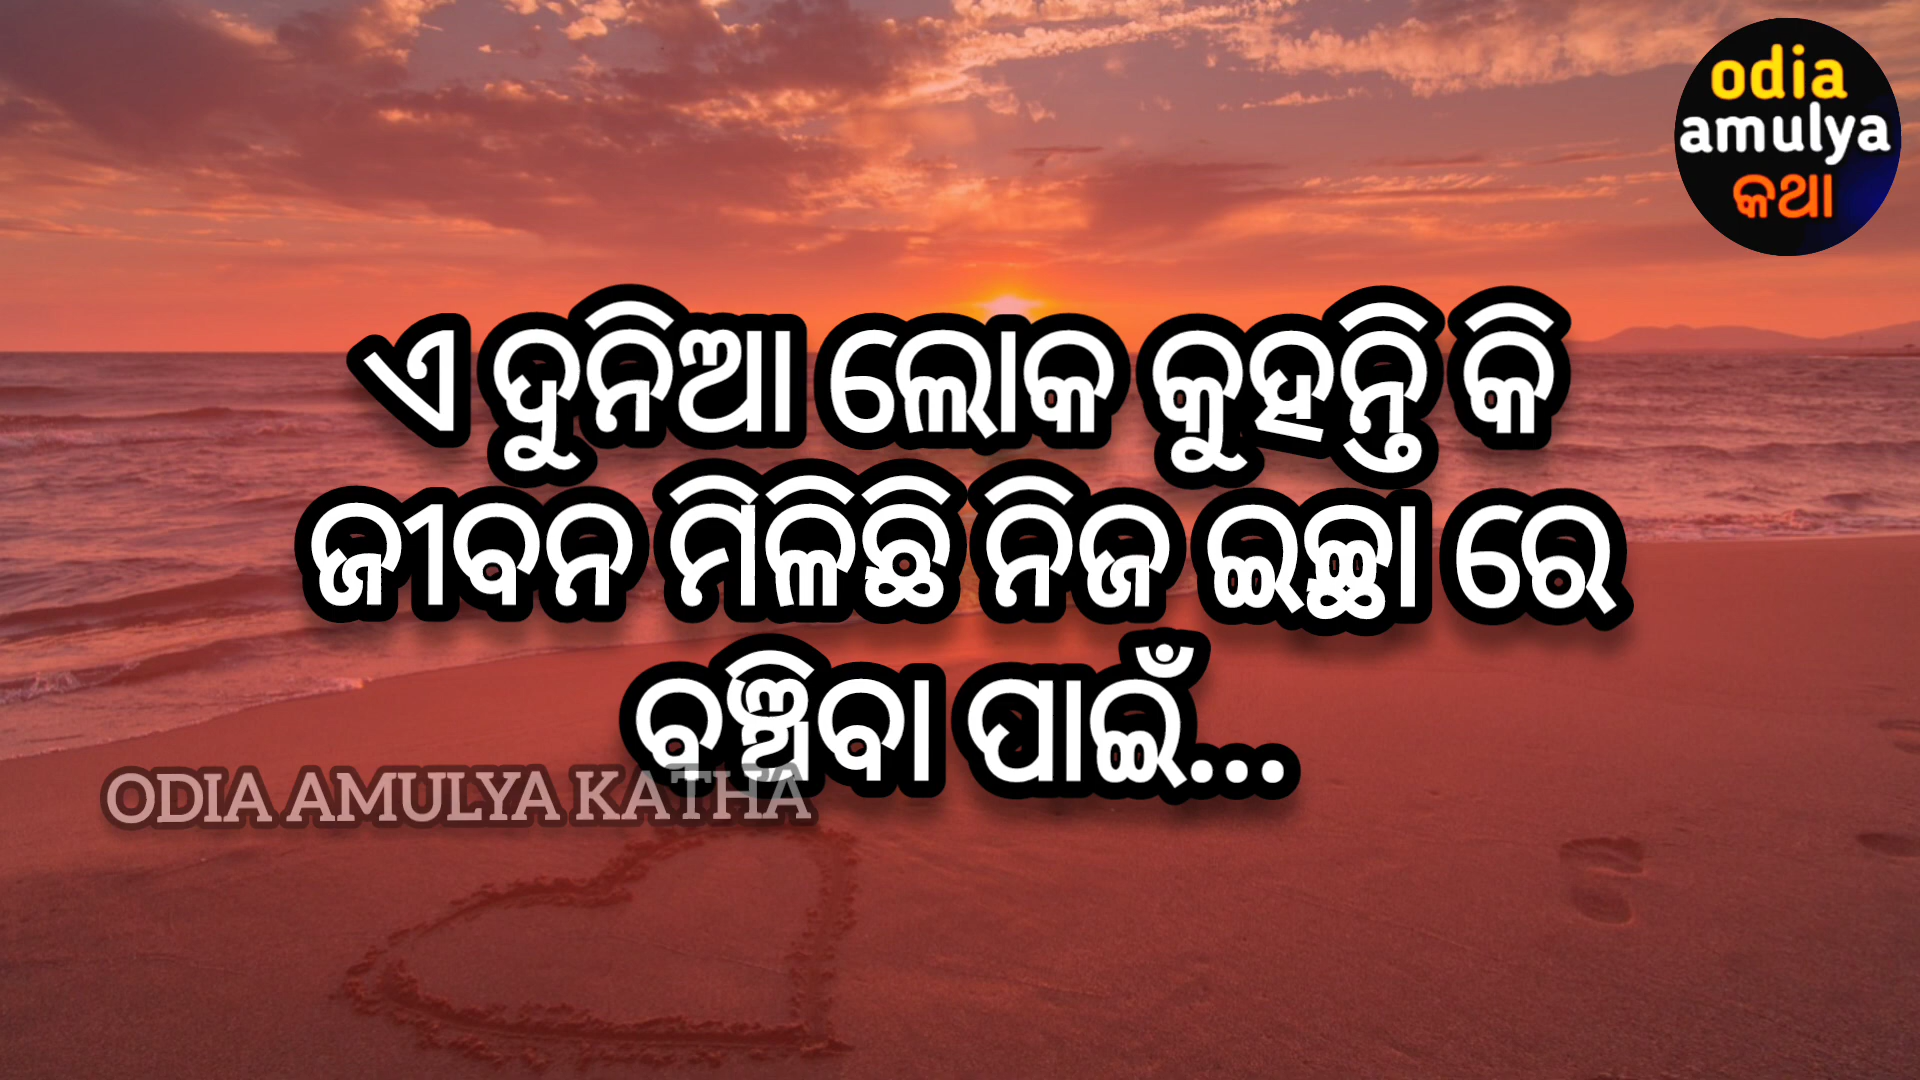 odia
amulya
କଥା
ଏ ଦୁନିଆ ଲୋକ କୁହନ୍ତି କି
ଜୀବନ ମିଳିଛି ନିଜ ଇଚ୍ଛା ରେ
ବଞ୍ଚିବା ପାଇଁ...
ODIA AMULYA KATHA